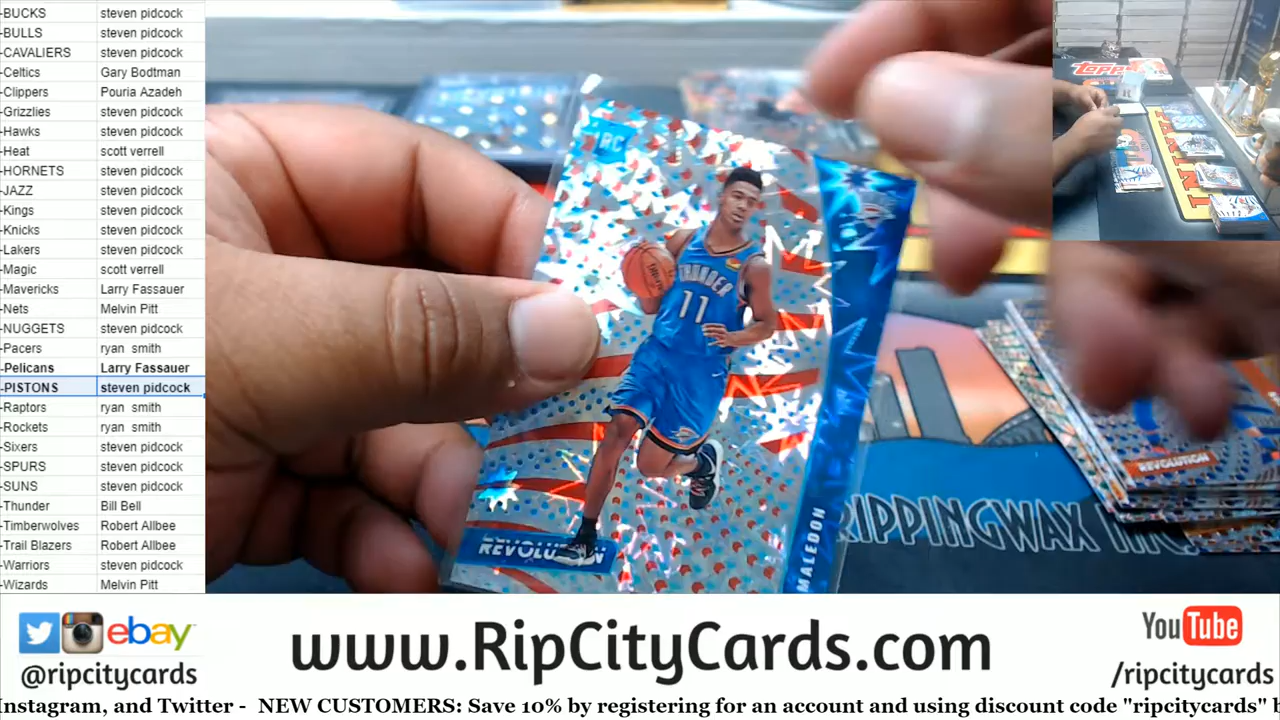 -BUCKS steven pidcock
-BULLS steven pidcock
-CAVALIERS steven pidcock
-Celtics Gary Bodtman
-Clippers Pouria Azadeh
-Grizzlies steven pidcock
-Hawks steven pidcock
-Heat scott verrell
-HORNETS steven pidcock
-JAZZ steven pidcock
-Kings steven pidcock
-Knicks steven pidcock
-Lakers steven pidcock
-Magic scott verrell
-Mavericks Larry Fassauer
-Nets Melvin Pitt
-NUGGETS steven pidcock
-Pacers ryan smith
-Pelicans Larry Fassauer
-PISTONS steven pidcock
-Raptors ryan smith
-Rockets ryan smith
-Sixers steven pidcock
-SPURS steven pidcock
-SUNS steven pidcock
-Thunder Bill Bell
-Timberwolves Robert Allbee
-Trail Blazers Robert Allbee
-Warriors steven pidcock
-Wizards Melvin Pitt
RC
THUNDER
11
REVOLUTION
MALEDON
REVOLUTION
RIPPINGWAX
Topps
ebay
@ripcitycards
www.RipCityCards.com
YouTube
/ripcitycards
Instagram, and Twitter - NEW CUSTOMERS: Save 10% by registering for an account and using discount code "ripcitycards"